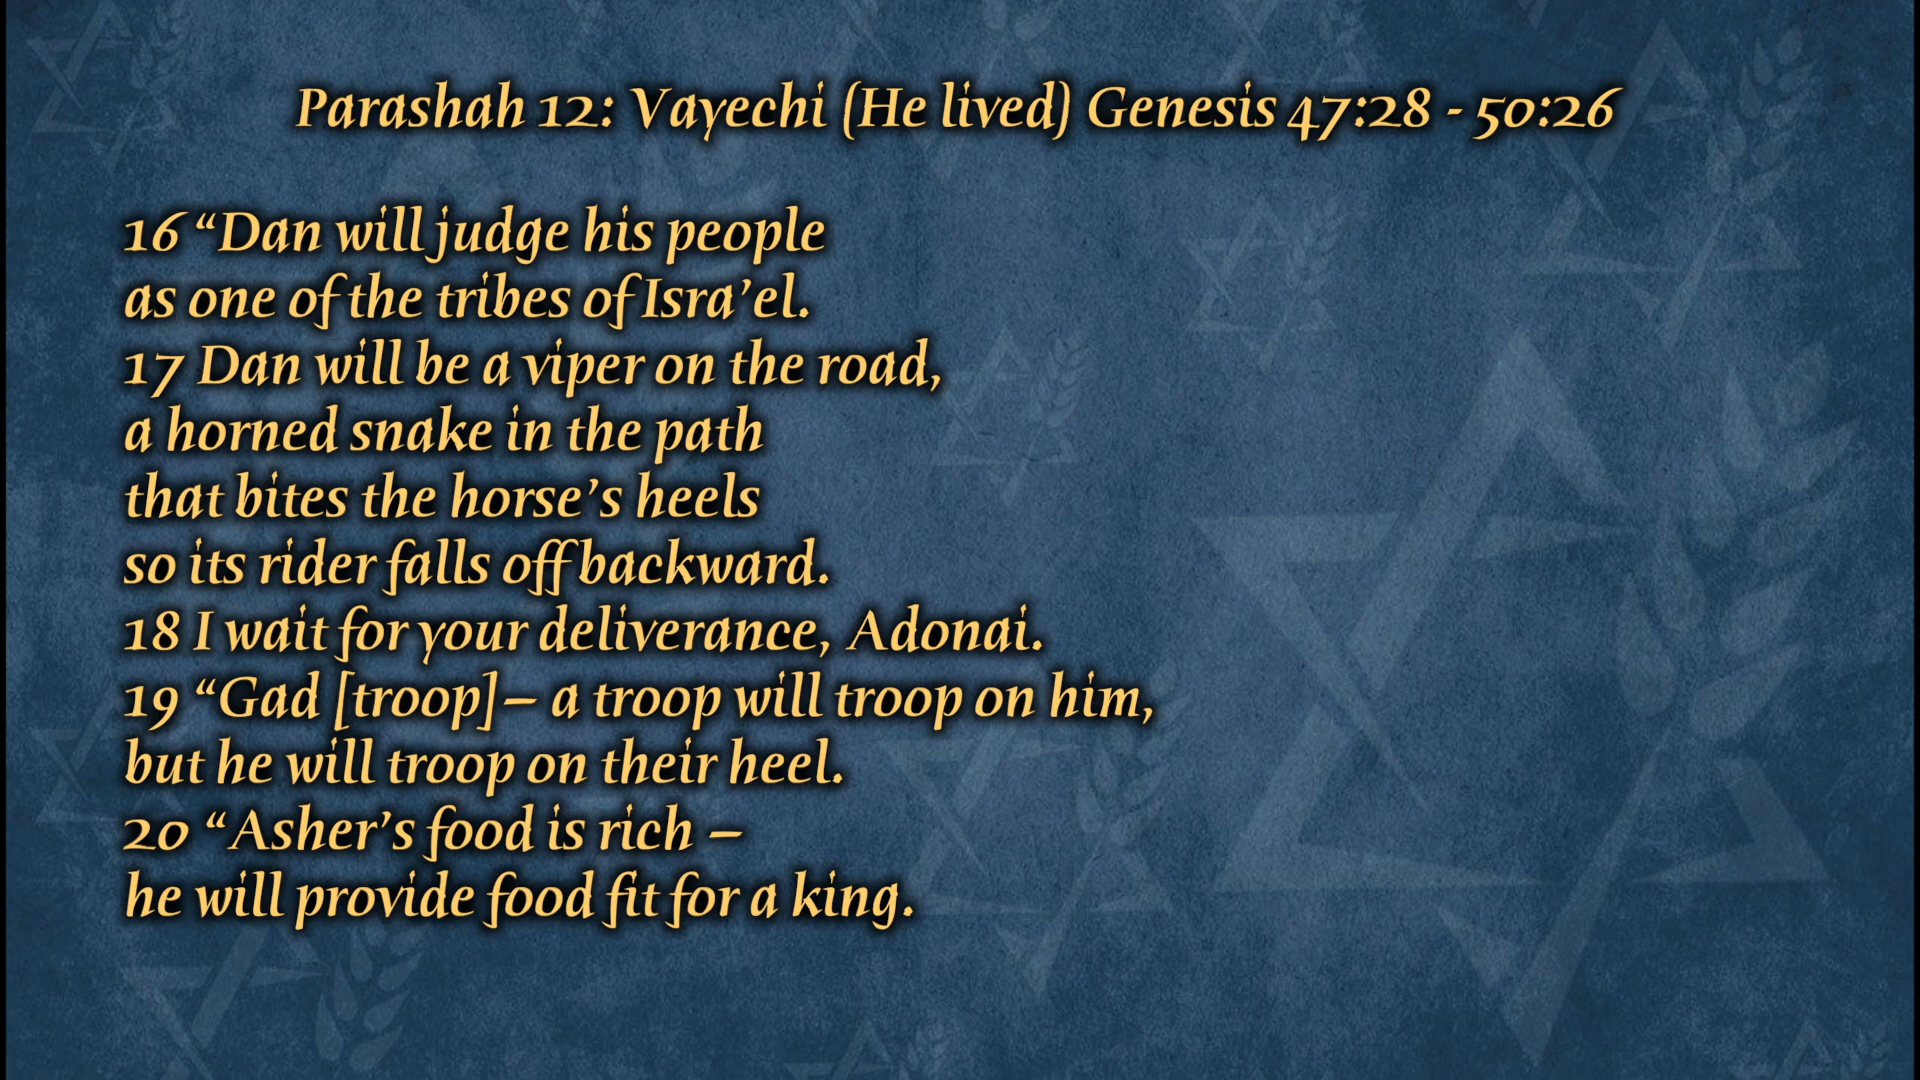 Parashah 12: Vayechi (He lived) Genesis 47:28 - 50:26
16 “Dan will judge his people
as one of the tribes of Isra’el.
17 Dan will be a viper on the road,
a horned snake in the path
that bites the horse’s heels
so its rider falls off backward.
18 I wait for your deliverance, Adonai.
19 “Gad [troop]— a troop will troop on him,
but he will troop on their heel.
20 “Asher’s food is rich —
he will provide food fit for a king.